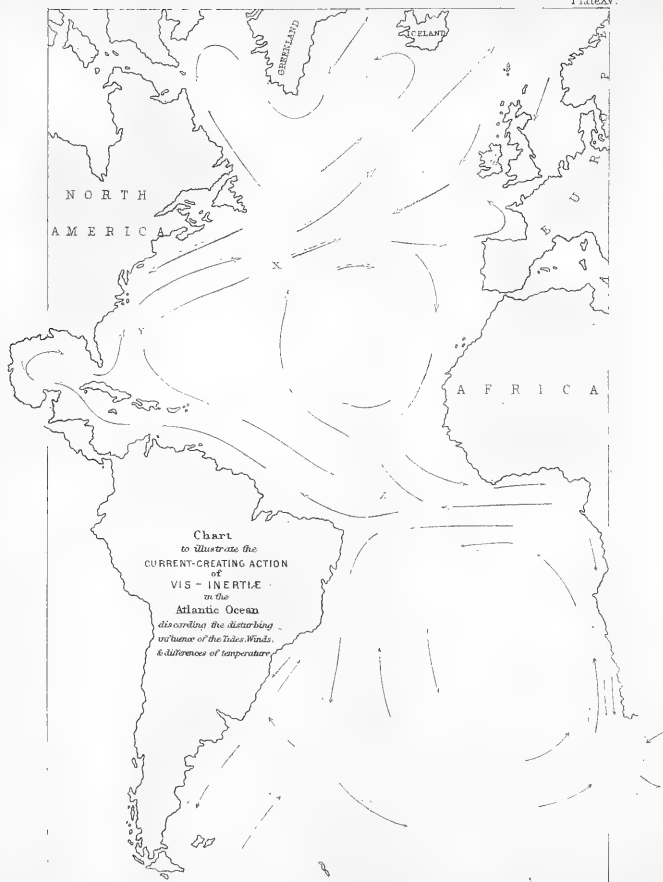 Plate XV.
GREENLAND
ICELAND
EUROPE
NORTH
AMERICA
X
Y
AFRICA
Z
Chart
to illustrate the
CURRENT-CREATING ACTION
of
VIS - INERTIÆ
in the
Atlantic Ocean
discarding the disturbing
influence of the Tides, Winds,
& differences of temperature